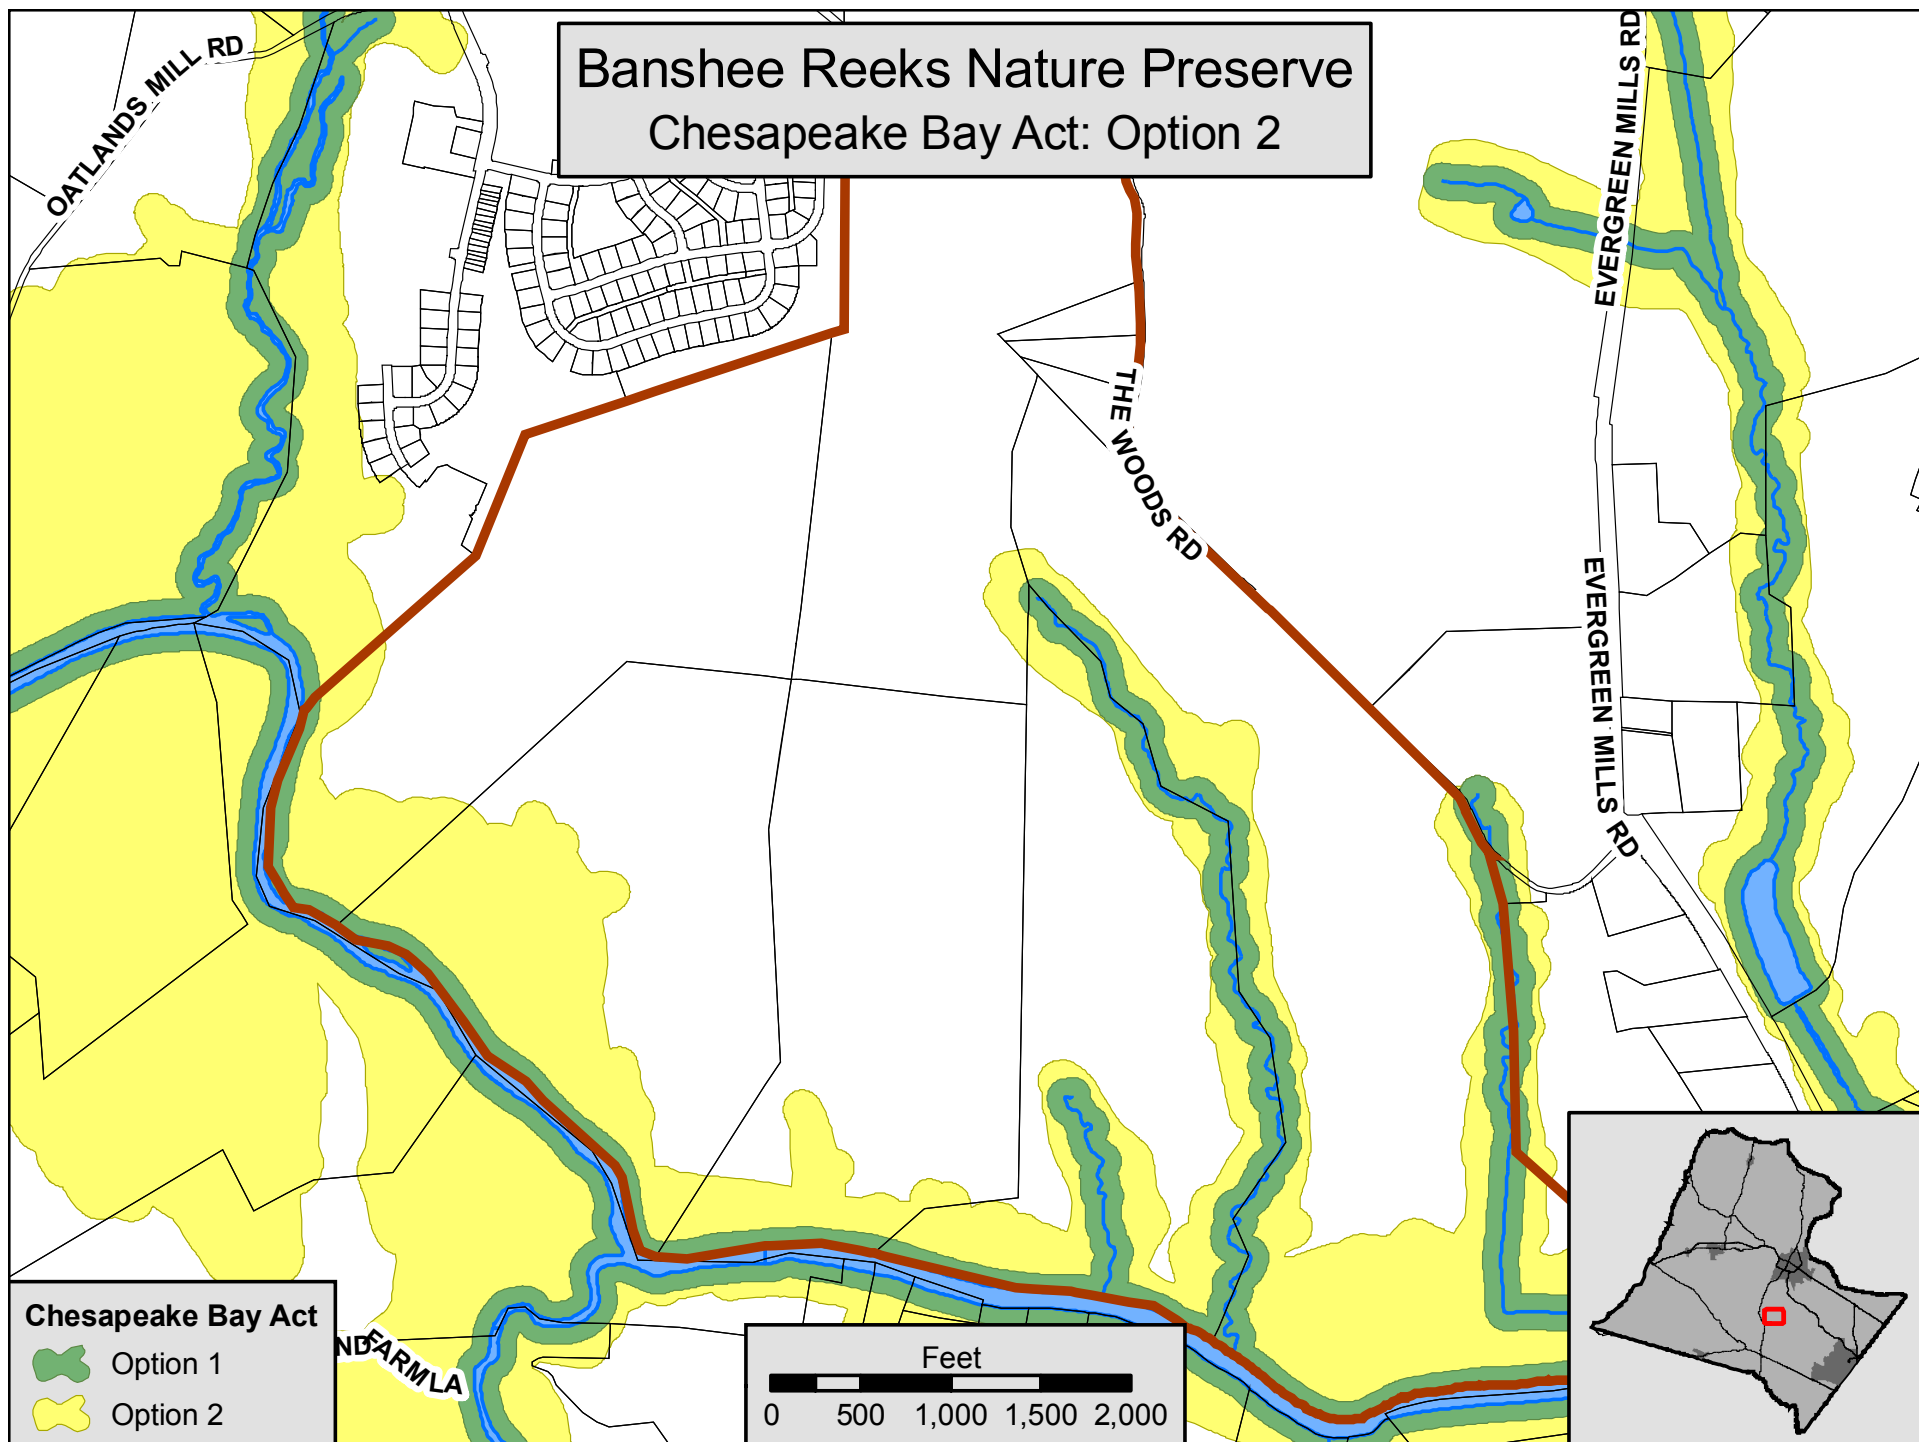 Banshee Reeks Nature Preserve
Chesapeake Bay Act: Option 2
OATLANDS MILL RD
EVERGREEN MILLS RD
THE WOODS RD
EVERGREEN MILLS RD
Chesapeake Bay Act
Option 1
Option 2
ND
FARM LA
Feet
0 500 1,000 1,500 2,000